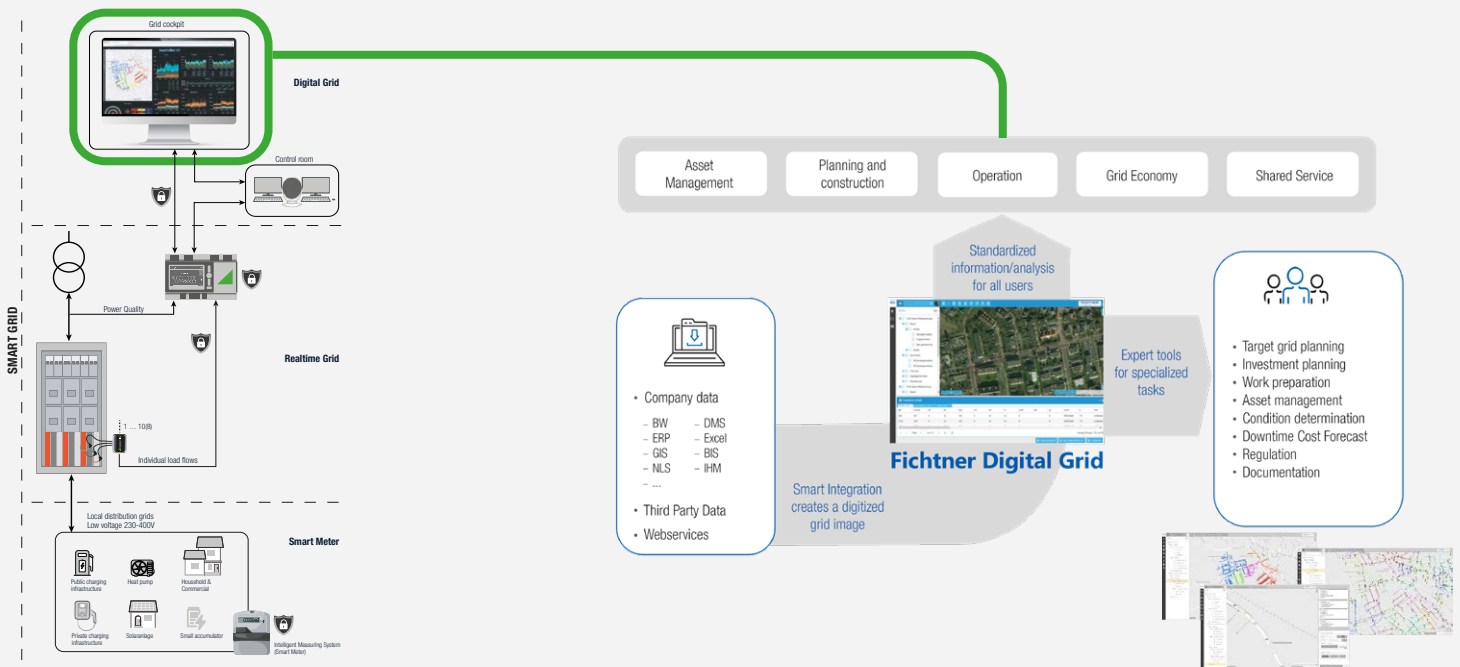 SMART GRID
Grid cockpit
Digital Grid
Control room
Power Quality
Realtime Grid
1 ... 10(8)
Individual load flows
Local distribution grids
Low voltage 230-400V
Smart Meter
Public charging
infrastructure
Heat pump
Household &
Commercial
Private charging
infrastructure
Solaranlage
Small accumulator
Intelligent Measuring System
(Smart Meter)
Asset
Management
Planning and
construction
Operation
Grid Economy
Shared Service
Standardized
information/analysis
for all users
• Company data
– BW
– ERP
– GIS
– NLS
– ...
– DMS
– Excel
– BIS
– IHM
• Third Party Data
• Webservices
Smart Integration
creates a digitized
grid image
FICHTNER
Fichtner Digital Grid
Expert tools
for specialized
tasks
• Target grid planning
• Investment planning
• Work preparation
• Asset management
• Condition determination
• Downtime Cost Forecast
• Regulation
• Documentation